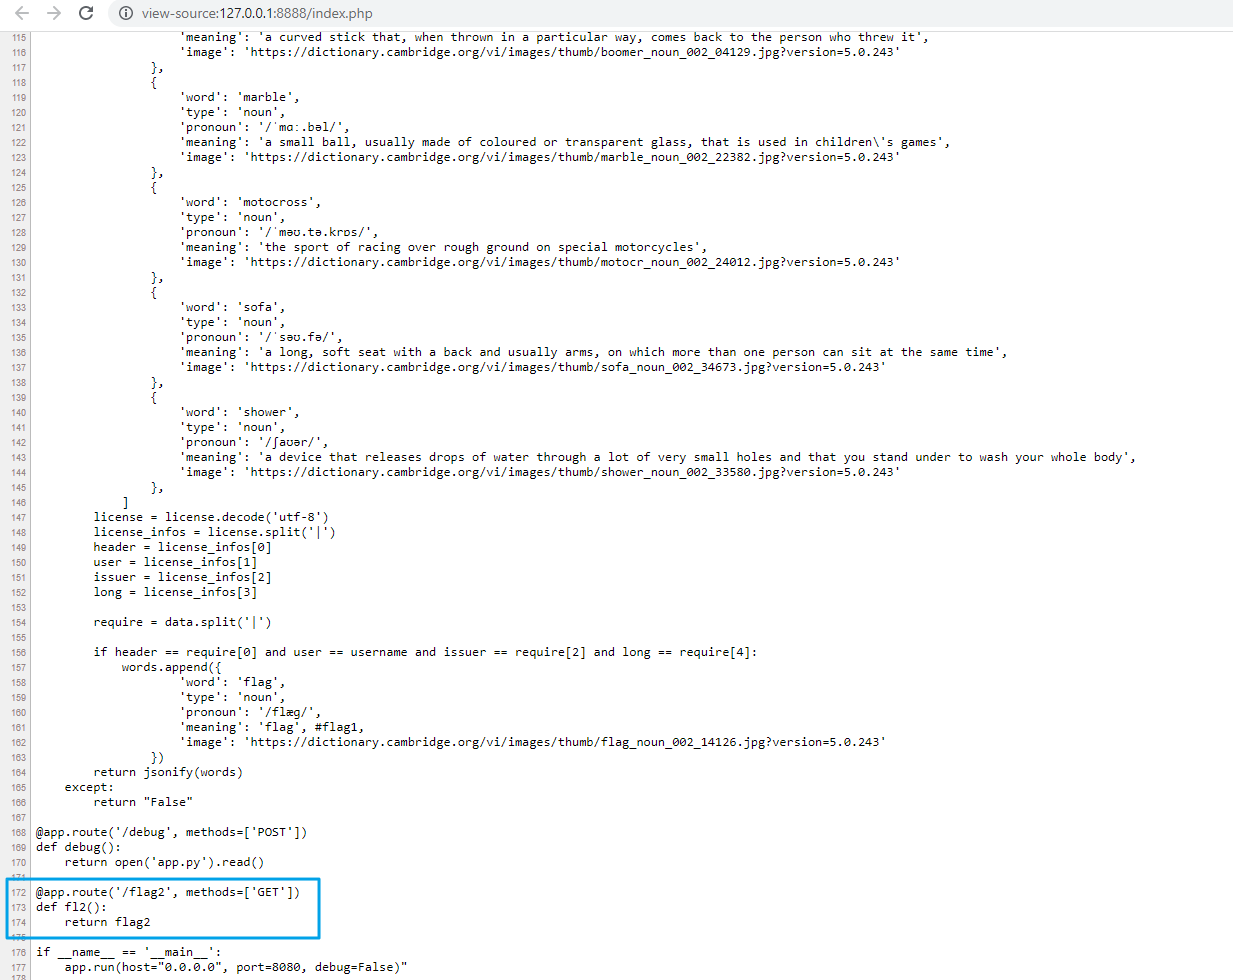 view-source:127.0.0.1:8888/index.php
115 'meaning': 'a curved stick that, when thrown in a particular way, comes back to the person who threw it',
116 'image': 'https://dictionary.cambridge.org/vi/images/thumb/boomer_noun_002_04129.jpg?version=5.0.243'
117 },
118 {
119 'word': 'marble',
120 'type': 'noun',
121 'pronoun': '/ˈmɑː.bəl/',
122 'meaning': 'a small ball, usually made of coloured or transparent glass, that is used in children\'s games',
123 'image': 'https://dictionary.cambridge.org/vi/images/thumb/marble_noun_002_22382.jpg?version=5.0.243'
124 },
125 {
126 'word': 'motocross',
127 'type': 'noun',
128 'pronoun': '/ˈməʊ.tə.krɒs/',
129 'meaning': 'the sport of racing over rough ground on special motorcycles',
130 'image': 'https://dictionary.cambridge.org/vi/images/thumb/motocr_noun_002_24012.jpg?version=5.0.243'
131 },
132 {
133 'word': 'sofa',
134 'type': 'noun',
135 'pronoun': '/ˈsəʊ.fə/',
136 'meaning': 'a long, soft seat with a back and usually arms, on which more than one person can sit at the same time',
137 'image': 'https://dictionary.cambridge.org/vi/images/thumb/sofa_noun_002_34673.jpg?version=5.0.243'
138 },
139 {
140 'word': 'shower',
141 'type': 'noun',
142 'pronoun': '/ʃaʊər/',
143 'meaning': 'a device that releases drops of water through a lot of very small holes and that you stand under to wash your whole body',
144 'image': 'https://dictionary.cambridge.org/vi/images/thumb/shower_noun_002_33580.jpg?version=5.0.243'
145 },
146 ]
147 license = license.decode('utf-8')
148 license_infos = license.split('|')
149 header = license_infos[0]
150 user = license_infos[1]
151 issuer = license_infos[2]
152 long = license_infos[3]
153
154 require = data.split('|')
155
156 if header == require[0] and user == username and issuer == require[2] and long == require[4]:
157 words.append({
158 'word': 'flag',
159 'type': 'noun',
160 'pronoun': '/flæɡ/',
161 'meaning': 'flag', #flag1,
162 'image': 'https://dictionary.cambridge.org/vi/images/thumb/flag_noun_002_14126.jpg?version=5.0.243'
163 })
164 return jsonify(words)
165 except:
166 return "False"
167
168 @app.route('/debug', methods=['POST'])
169 def debug():
170 return open('app.py').read()
171
172 @app.route('/flag2', methods=['GET'])
173 def fl2():
174 return flag2
175
176 if __name__ == '__main__':
177 app.run(host="0.0.0.0", port=8080, debug=False)"
178